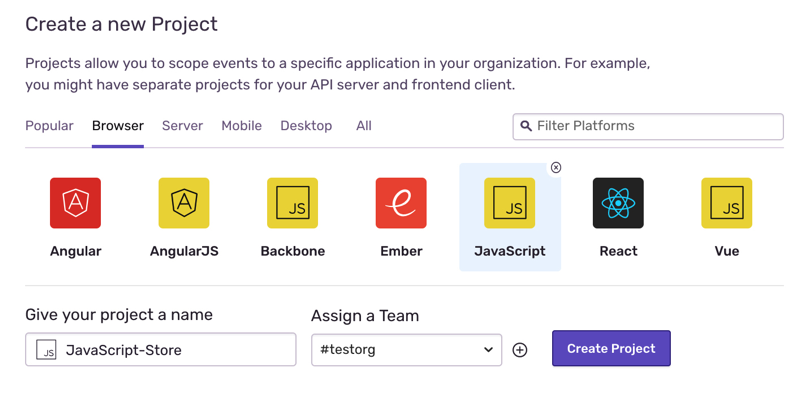 Create a new Project
Projects allow you to scope events to a specific application in your organization. For example,
you might have separate projects for your API server and frontend client.
Popular Browser Server Mobile Desktop All Filter Platforms
JS JS JS
Angular AngularJS Backbone Ember JavaScript React Vue
Give your project a name Assign a Team
JS JavaScript-Store #testorg Create Project